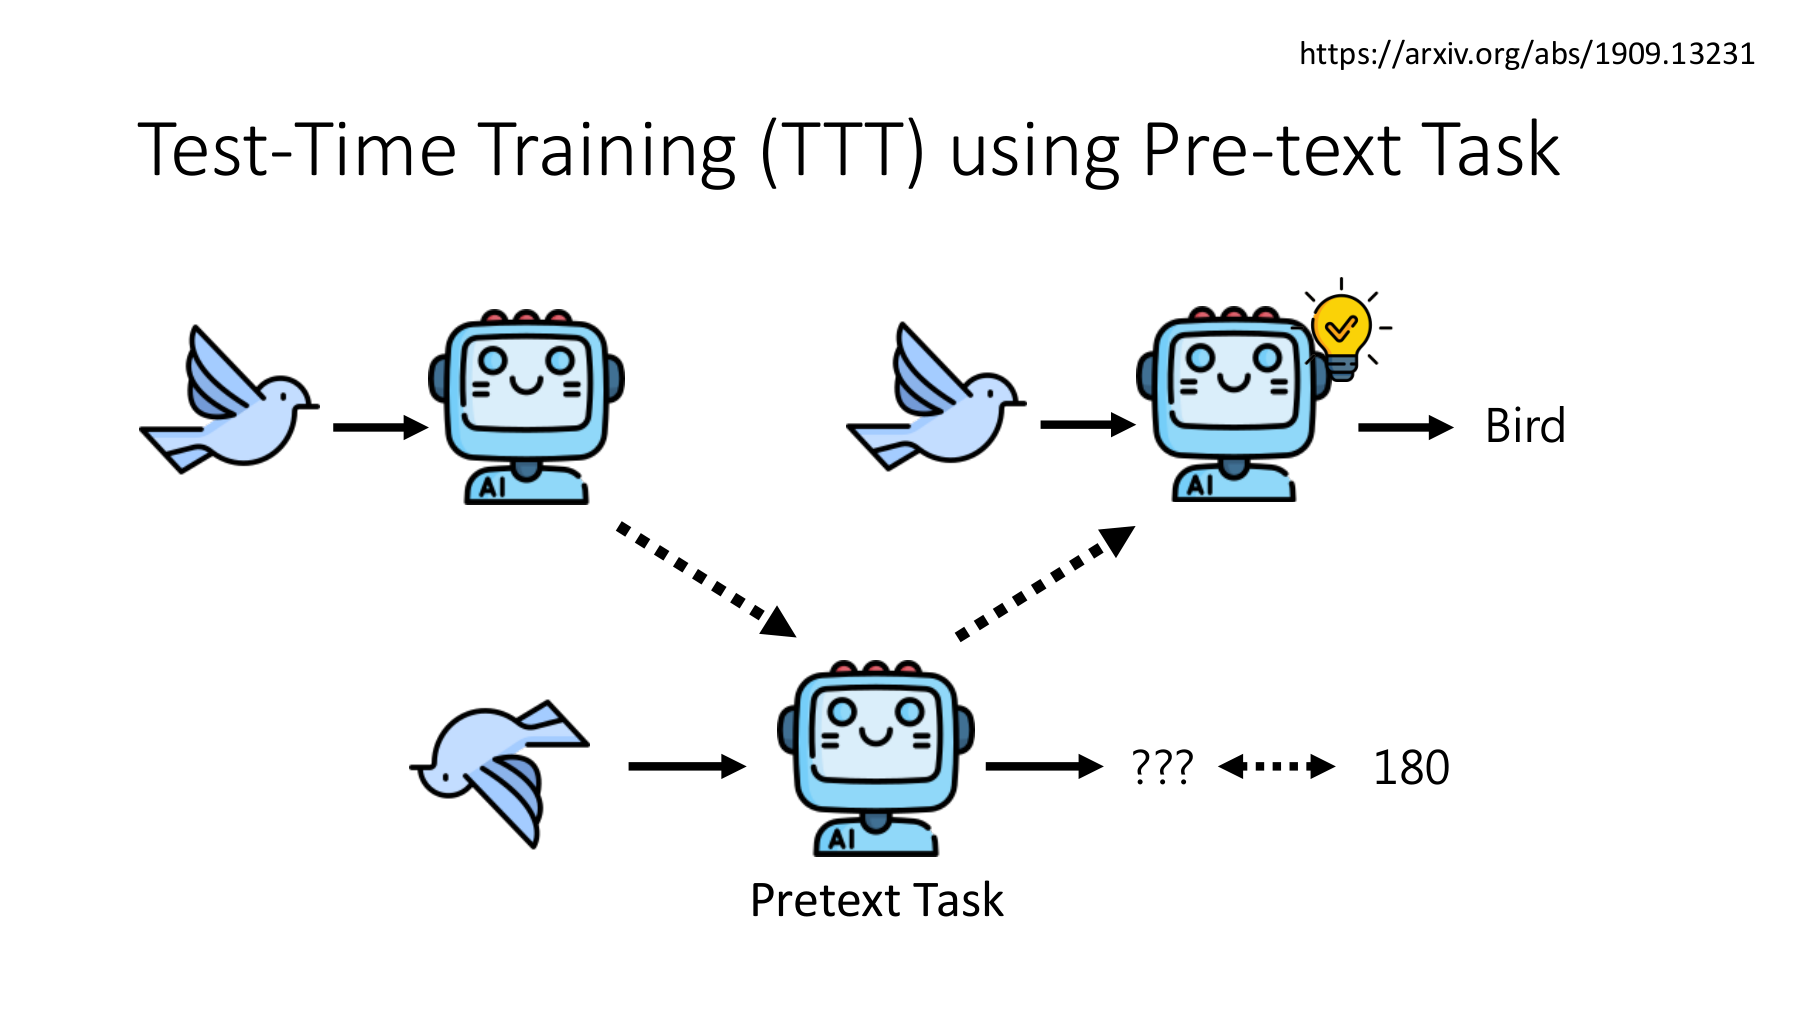 https://arxiv.org/abs/1909.13231
Test-Time Training (TTT) using Pre-text Task
AI
AI
Bird
AI
??? 180
Pretext Task